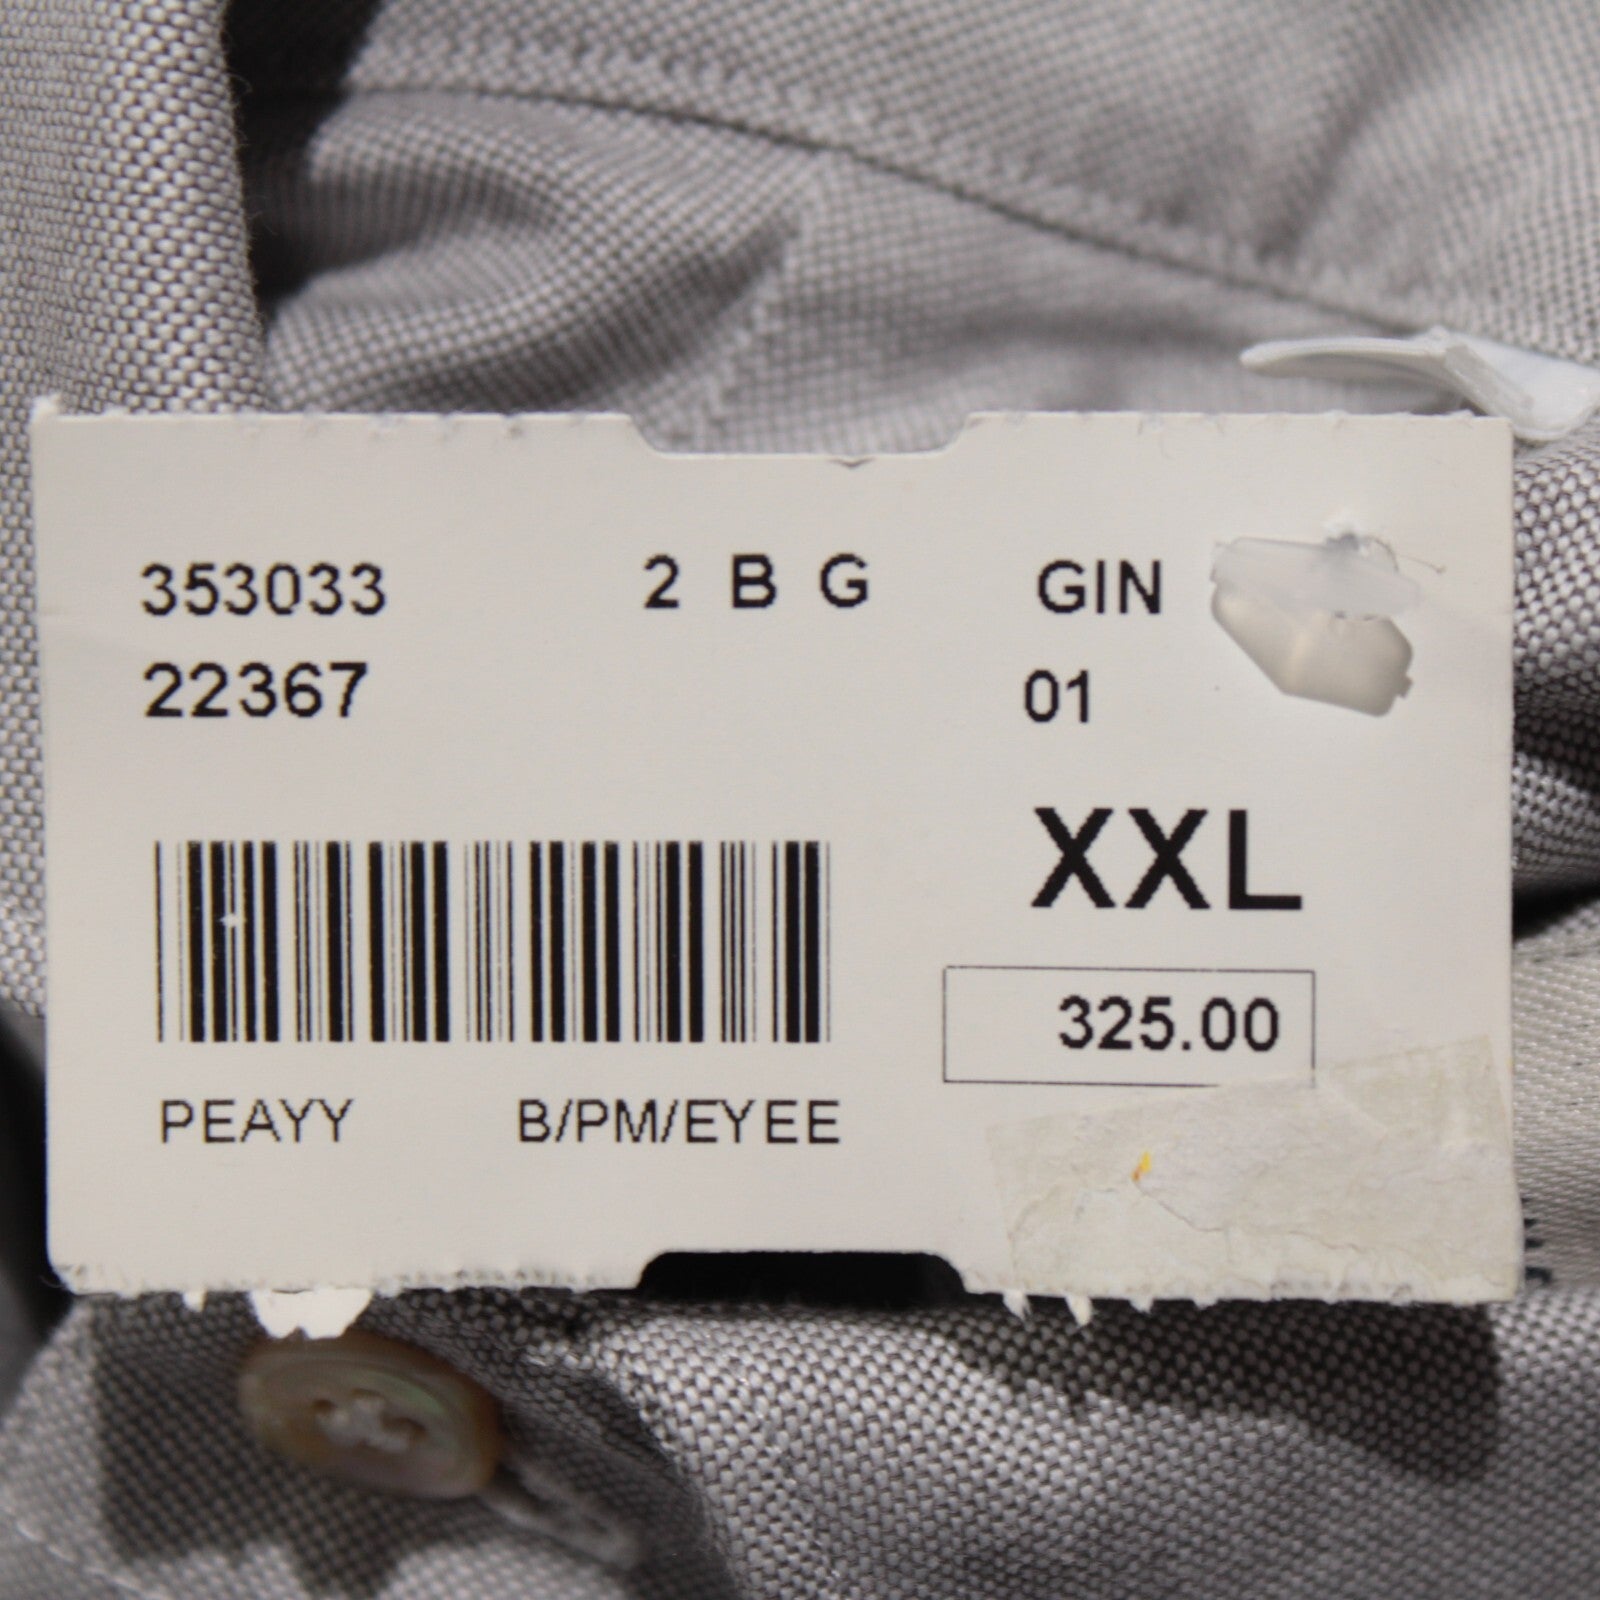 353033 2 B G GIN
22367 01
XXL
325.00
PEAYY B/PM/EYEE